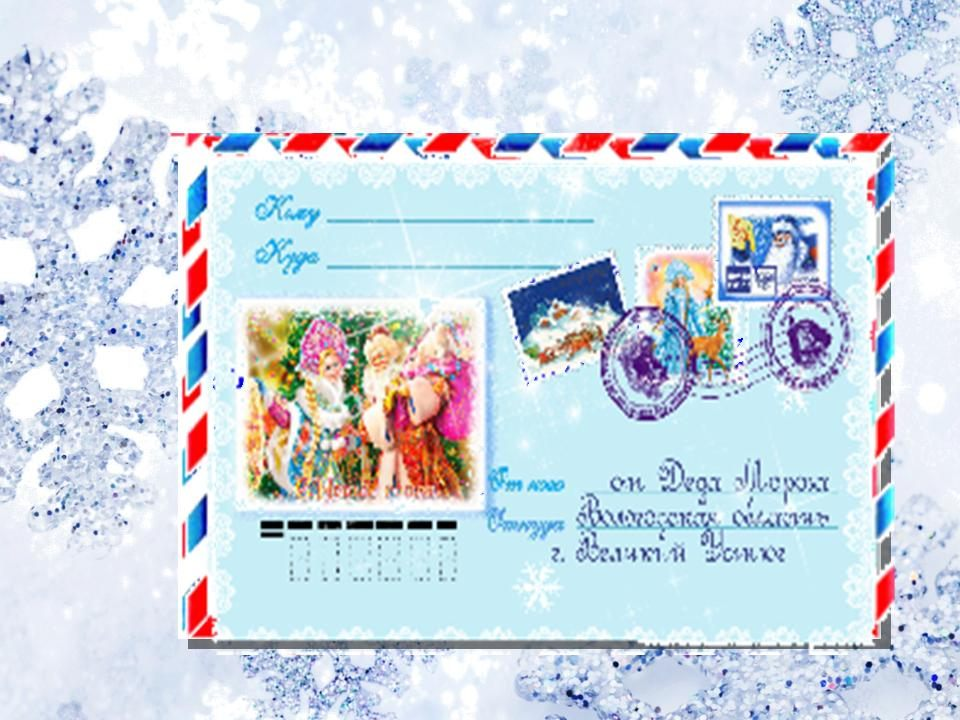 Кому
Куда
От кого от Деда Мороза
Откуда Вологодская область
г. Великий Устюг